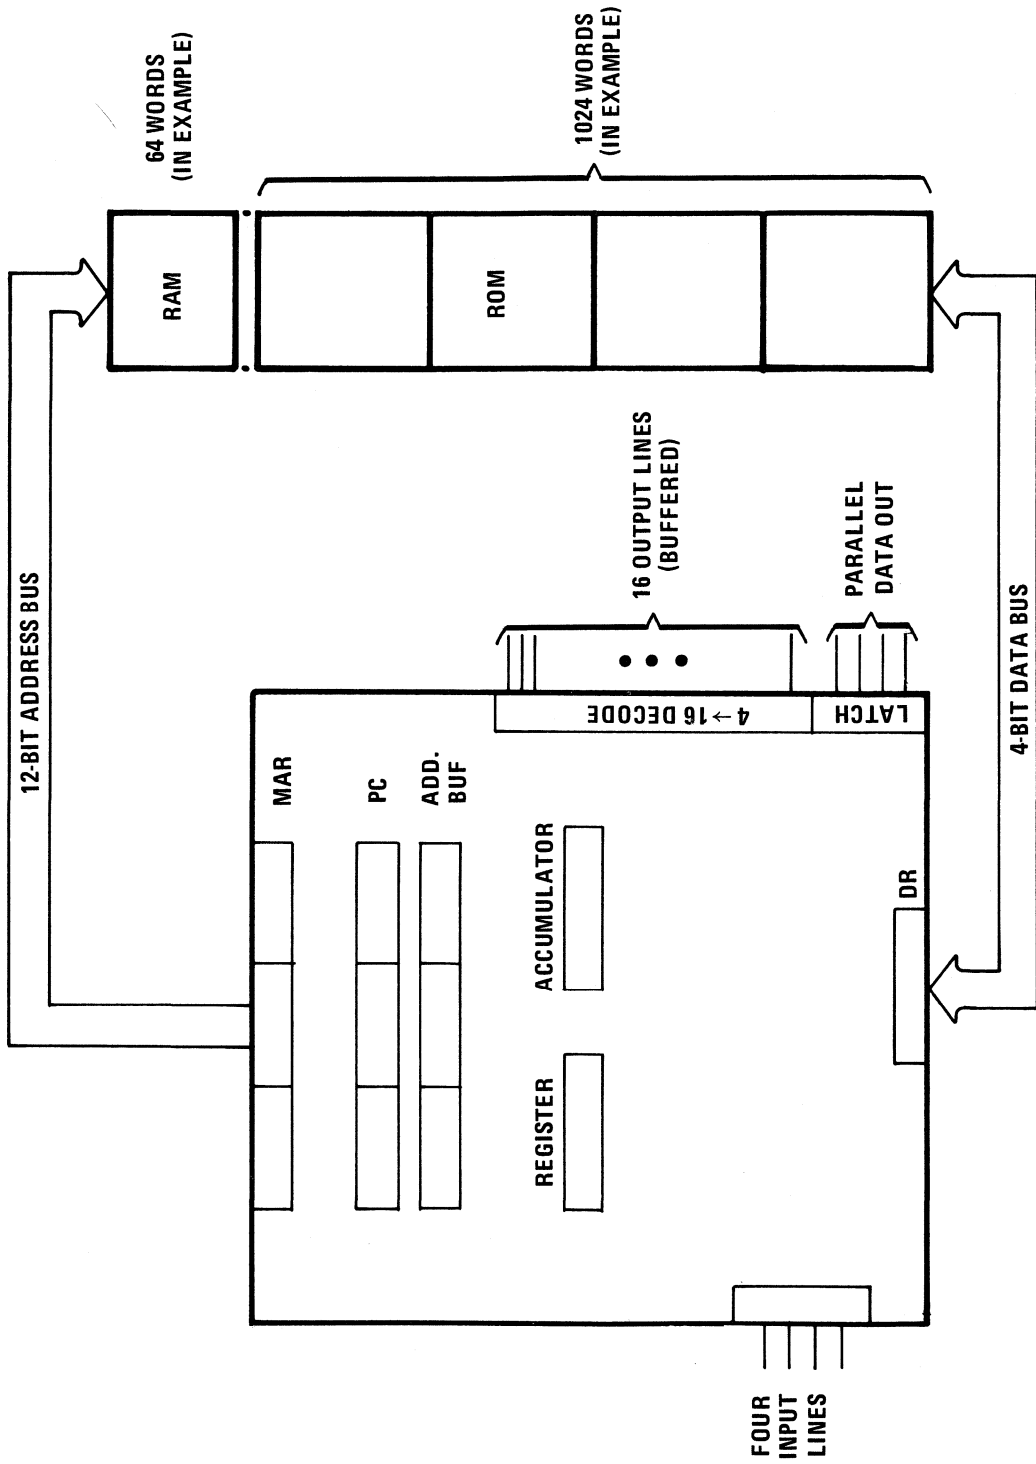 12-BIT ADDRESS BUS
MAR
PC
ADD.
BUF
REGISTER
ACCUMULATOR
4→16 DECODE
LATCH
DR
FOUR
INPUT
LINES
16 OUTPUT LINES
(BUFFERED)
PARALLEL
DATA OUT
4-BIT DATA BUS
RAM
ROM
64 WORDS
(IN EXAMPLE)
1024 WORDS
(IN EXAMPLE)